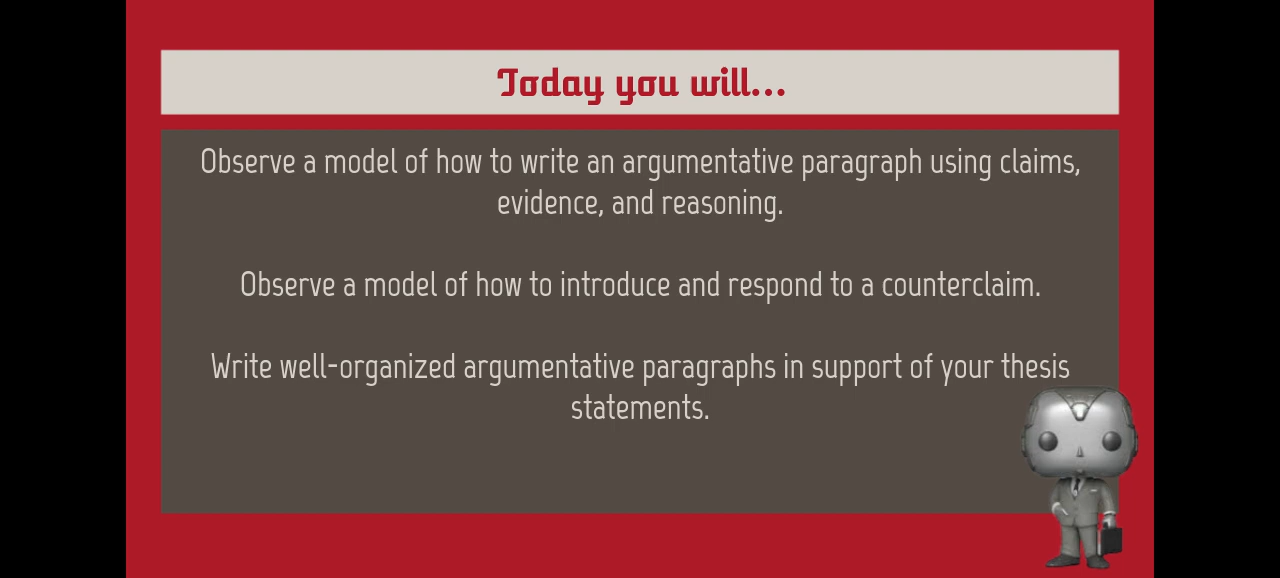 Today you will...
Observe a model of how to write an argumentative paragraph using claims,
evidence, and reasoning.
Observe a model of how to introduce and respond to a counterclaim.
Write well-organized argumentative paragraphs in support of your thesis
statements.